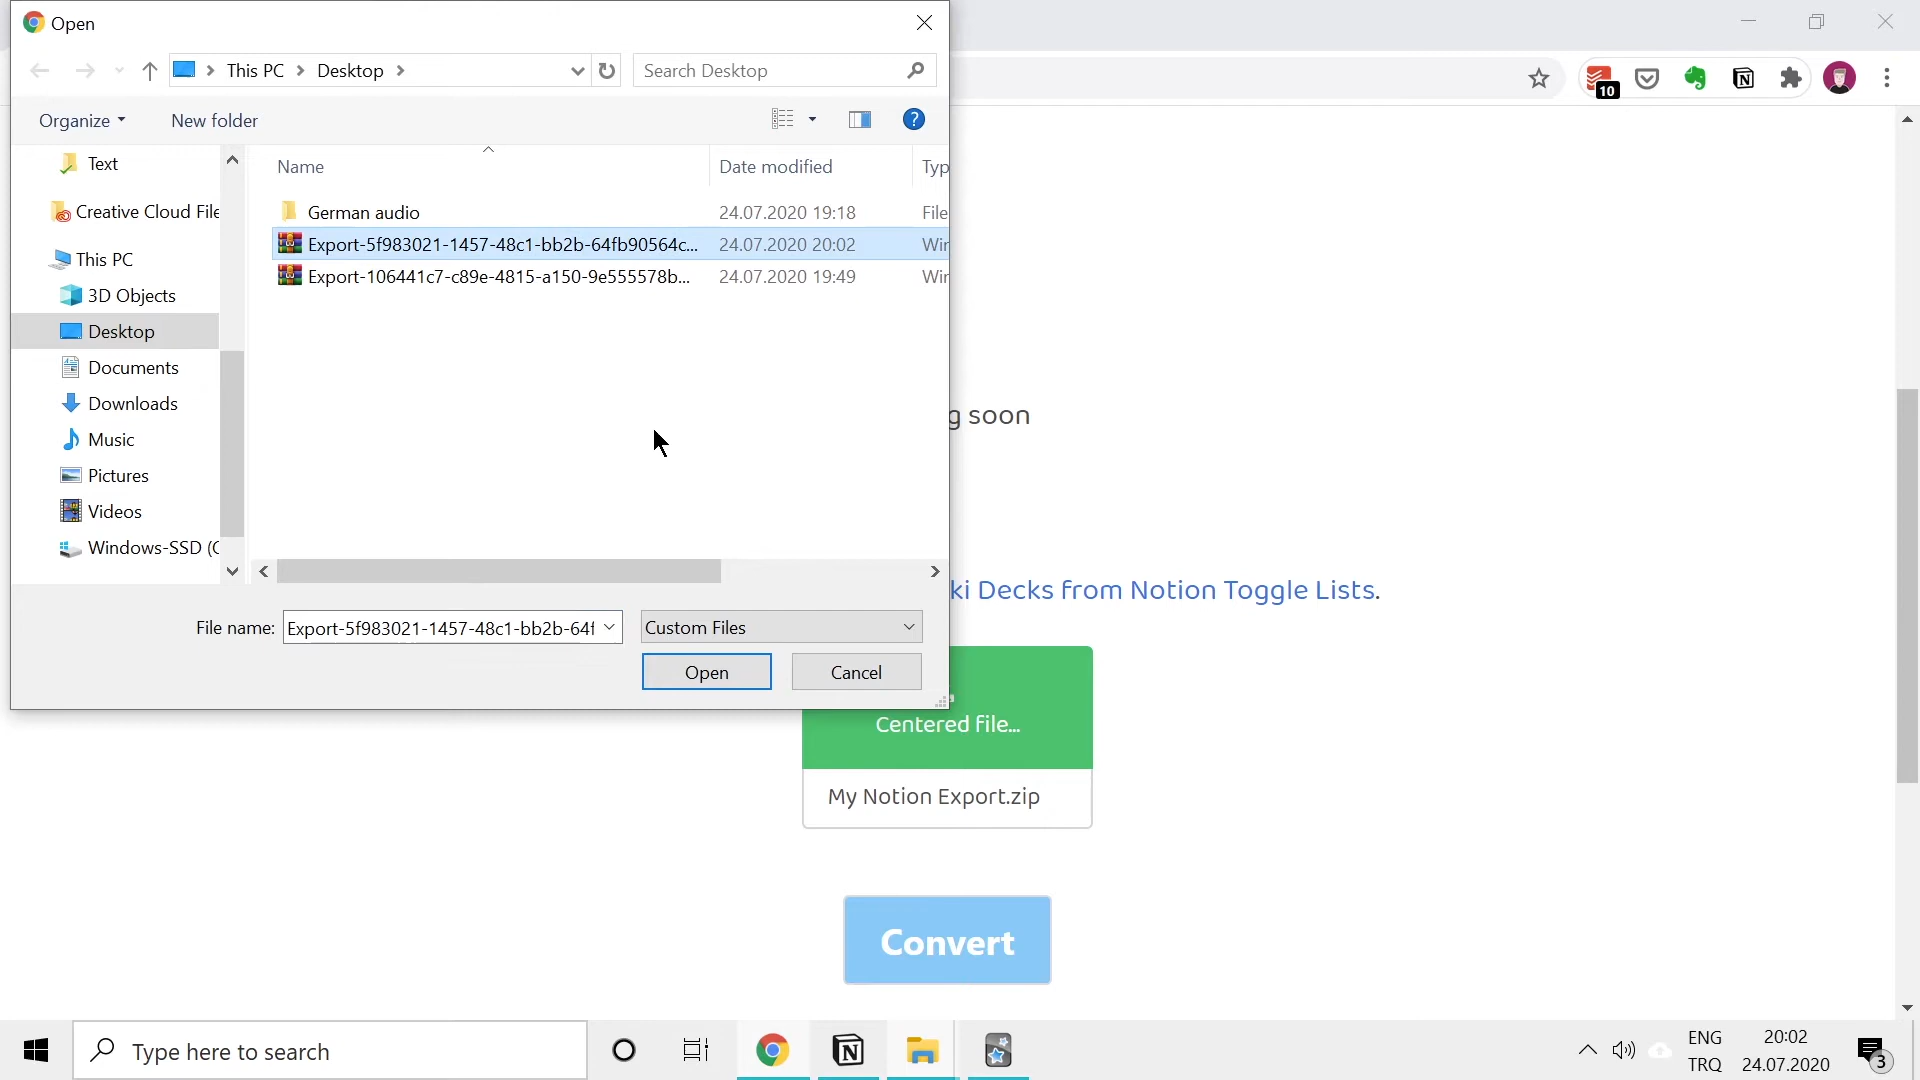 Open
This PC
Desktop
Search Desktop
Organize
New folder
Name
Date modified
Typ
Text
Creative Cloud File
This PC
3D Objects
Desktop
Documents
Downloads
Music
Pictures
Videos
Windows-SSD (C
German audio 24.07.2020 19:18 File
Export-5f983021-1457-48c1-bb2b-64fb90564c... 24.07.2020 20:02 Win
Export-106441c7-c89e-4815-a150-9e555578b... 24.07.2020 19:49 Win
File name: Export-5f983021-1457-48c1-bb2b-64f
Custom Files
Open
Cancel
10
g soon
ki Decks from Notion Toggle Lists.
Centered file...
My Notion Export.zip
Convert
Type here to search
ENG
TRQ
20:02
24.07.2020
3